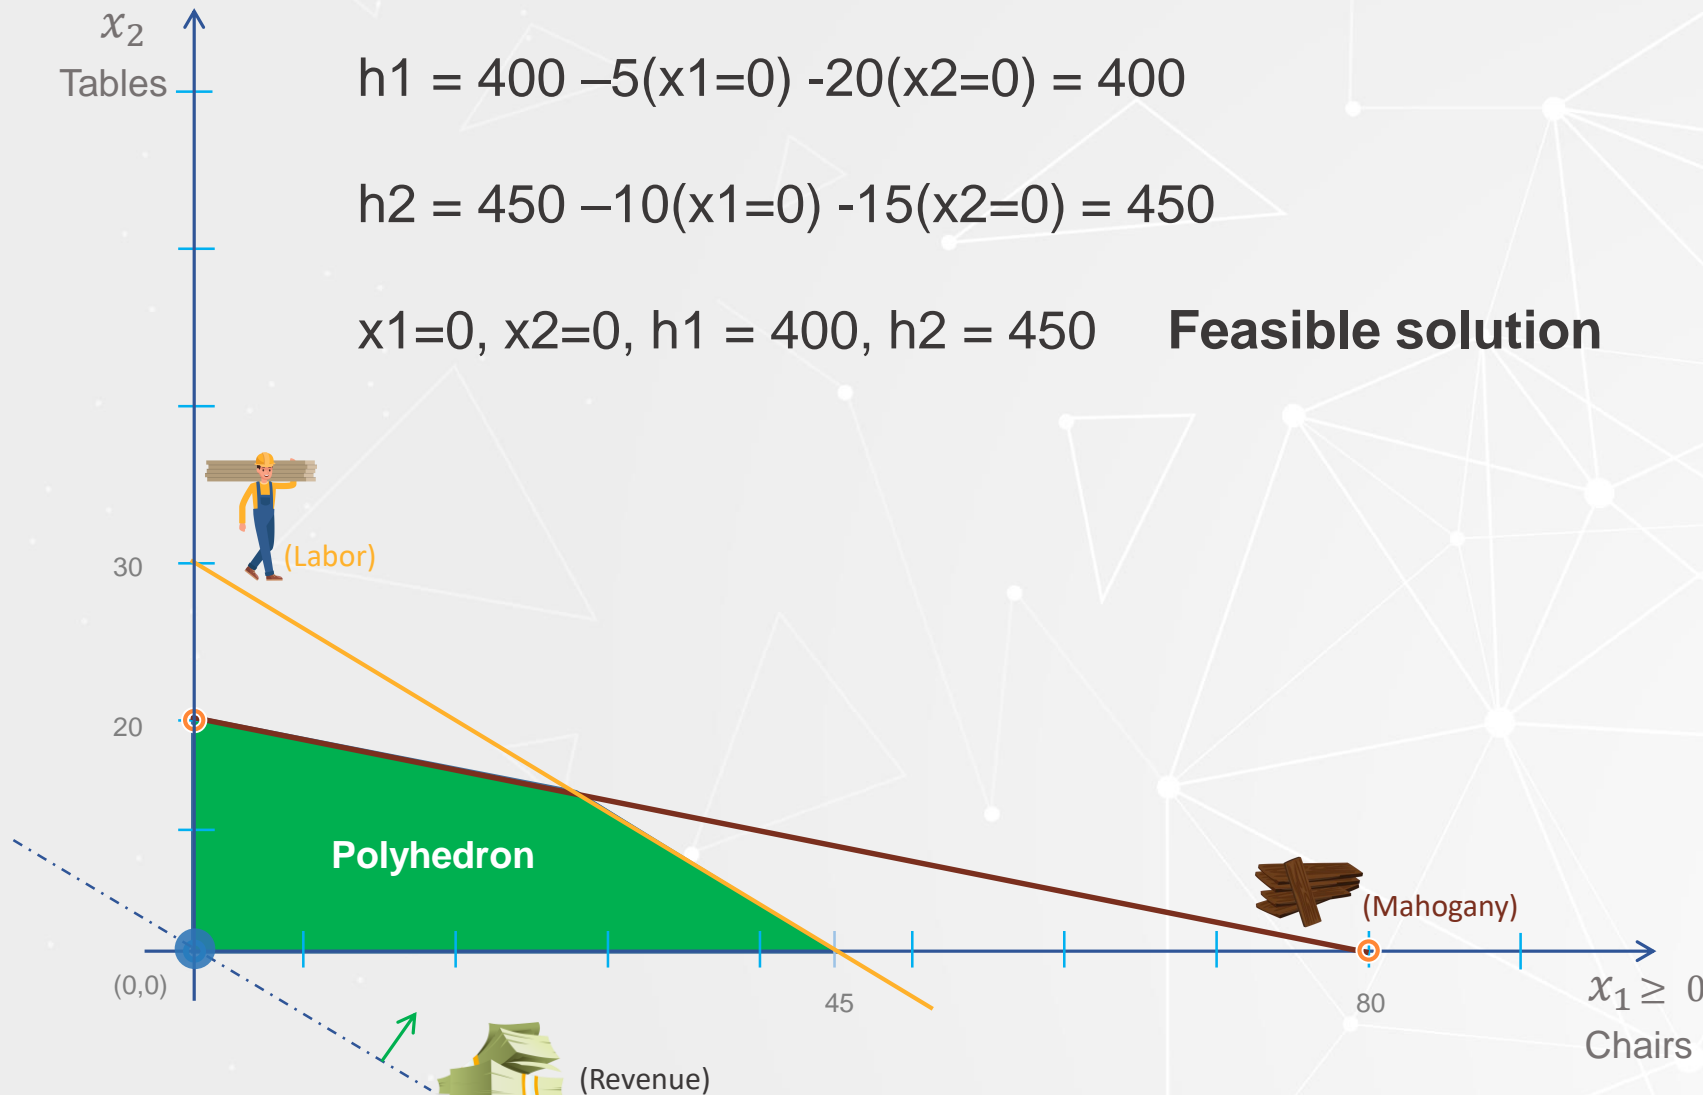 x₂
Tables
h1 = 400 –5(x1=0) -20(x2=0) = 400
h2 = 450 –10(x1=0) -15(x2=0) = 450
x1=0, x2=0, h1 = 400, h2 = 450 Feasible solution
(Labor)
30
20
Polyhedron
(Mahogany)
(0,0)
45
80
x₁ ≥ 0
Chairs
(Revenue)